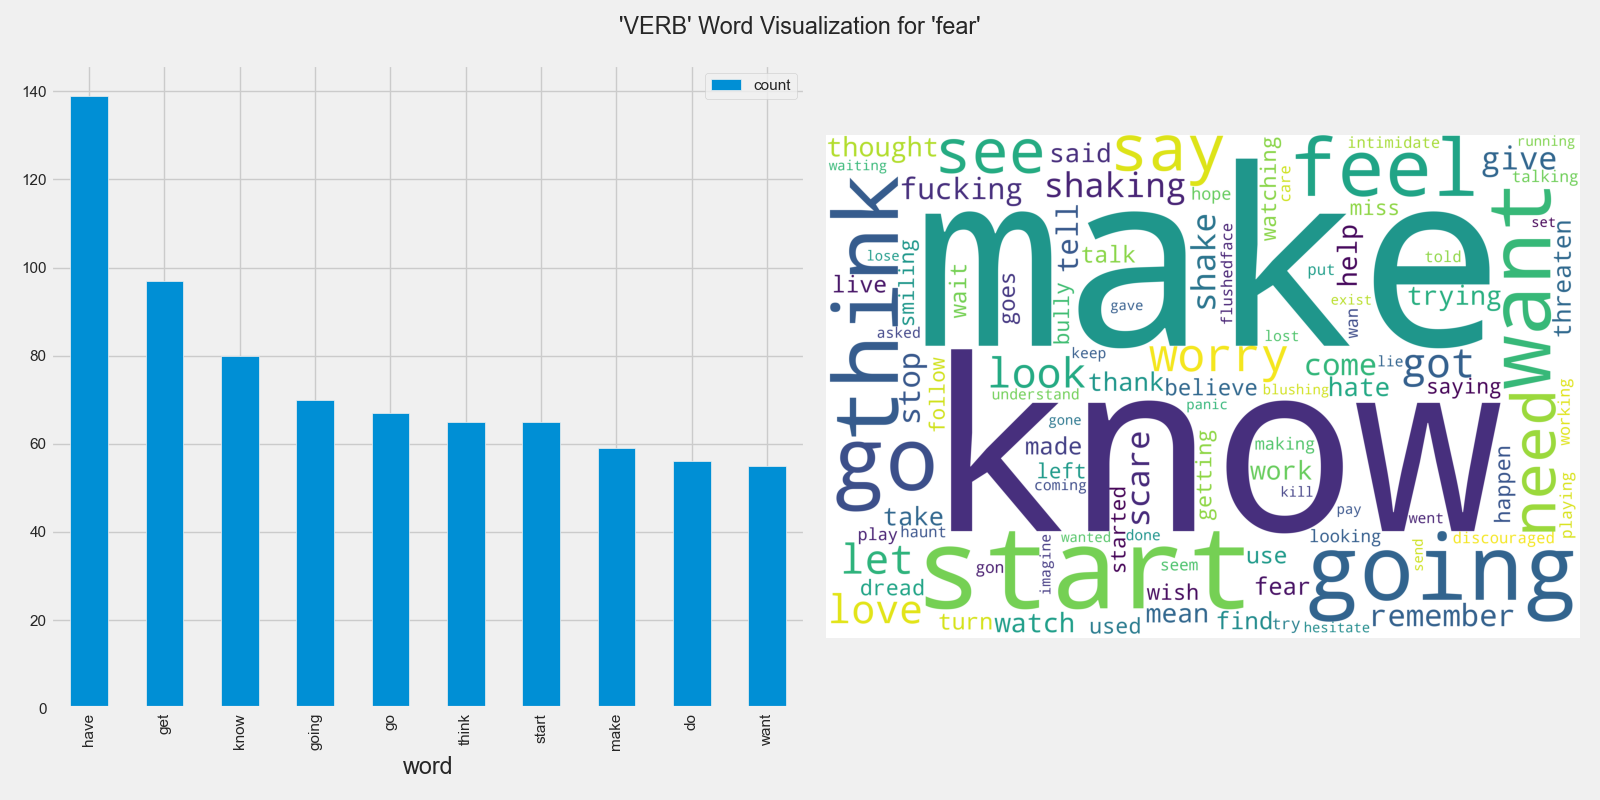 'VERB' Word Visualization for 'fear'
count
140
120
100
80
60
40
20
0
have
get
know
going
go
think
start
make
do
want
word
thought
waiting
see
said
say
fucking
shaking
hope
watching
care
feel
intimidate
running
give
talking
miss
set
think
lose
live
smiling
asked
make
wait
goes
tell
talk
bully
gave
shake
flushedface
put
help
wan
exist
told
trying
threaten
want
lost
keep
worry
look
understand
thank
believe
blushing
come
lie
got
hate
saying
stop
follow
go
know
panic
gone
made
left
coming
scare
getting
making
work
kill
pay
went
need
working
happen
playing
take
play
haunt
let
dread
love
start
gon
imagine
wanted
started
done
seem
use
wish
fear
looking
send
discouraged
going
turn
watch
used
mean
find
try
hesitate
remember